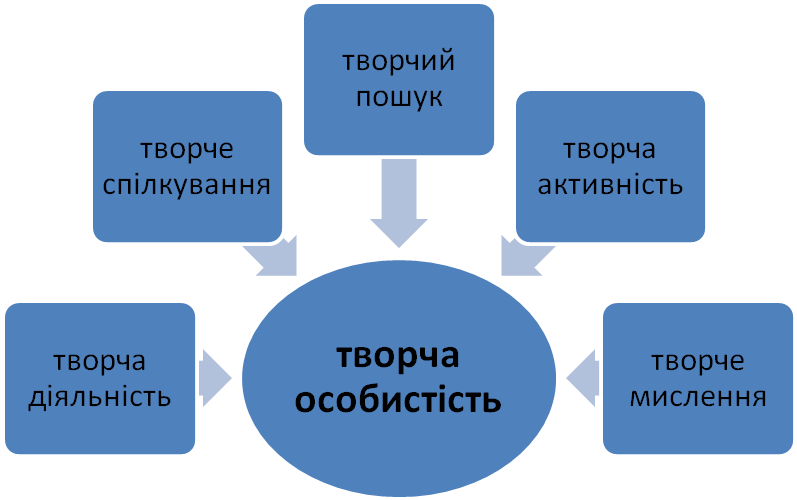 творчий
пошук
творче
спілкування
творча
активність
творча
діяльність
творча
особистість
творче
мислення